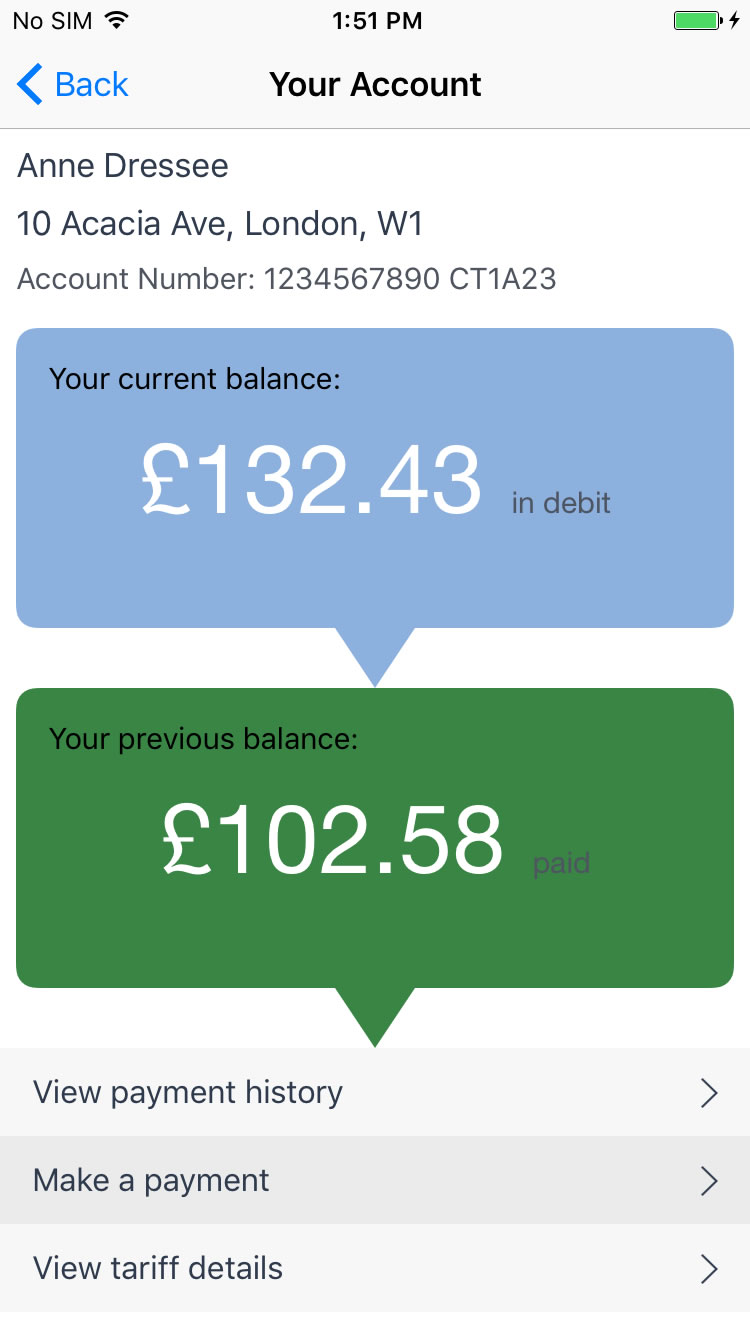 No SIM 1:51 PM
Back Your Account
Anne Dressee
10 Acacia Ave, London, W1
Account Number: 1234567890 CT1A23
Your current balance:
£132.43 in debit
Your previous balance:
£102.58 paid
View payment history
Make a payment
View tariff details